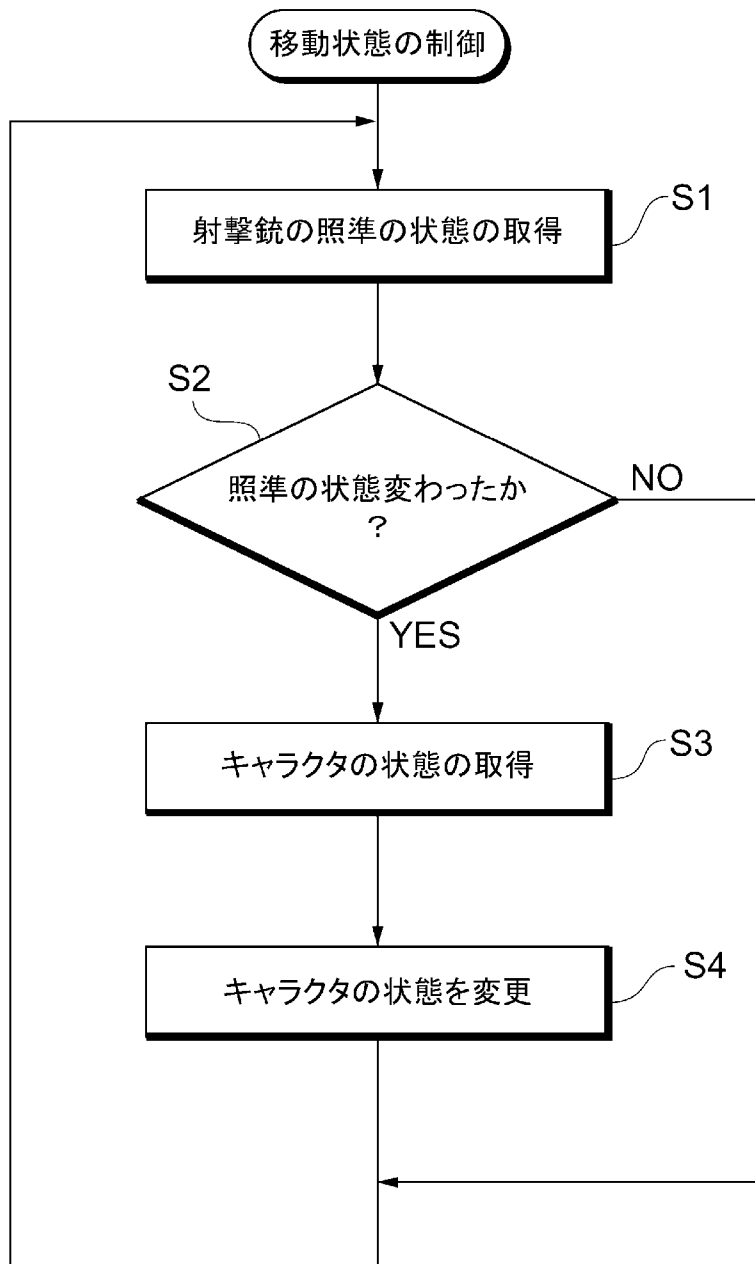 移動状態の制御
射撃銃の照準の状態の取得
S1
S2
照準の状態変わったか
?
NO
YES
キャラクタの状態の取得
S3
キャラクタの状態を変更
S4